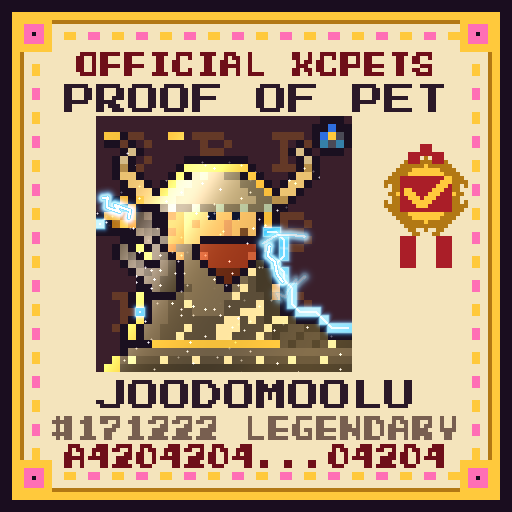 OFFICIAL XCPETS
PROOF OF PET
JOODOMOOLU
#171222 LEGENDARY
A4204204...04204